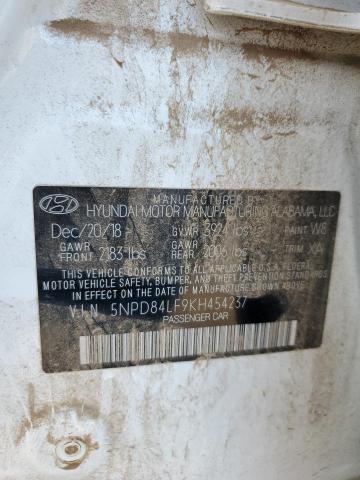 MANUFACTURED BY
HYUNDAI MOTOR MANUFACTURING ALABAMA, LLC
Dec/20/18 GVWR 3924 lbs PAINT W8
GAWR FRONT 2183 lbs GAWR REAR 2006 lbs TRIM
THIS VEHICLE CONFORMS TO ALL APPLICABLE U.S. FEDERAL
MOTOR VEHICLE SAFETY, BUMPER, AND THEFT PREVENTION STANDARDS
IN EFFECT ON THE DATE OF MANUFACTURE SHOWN ABOVE.
V.I.N. 5NPD84LF9KH454237
PASSENGER CAR